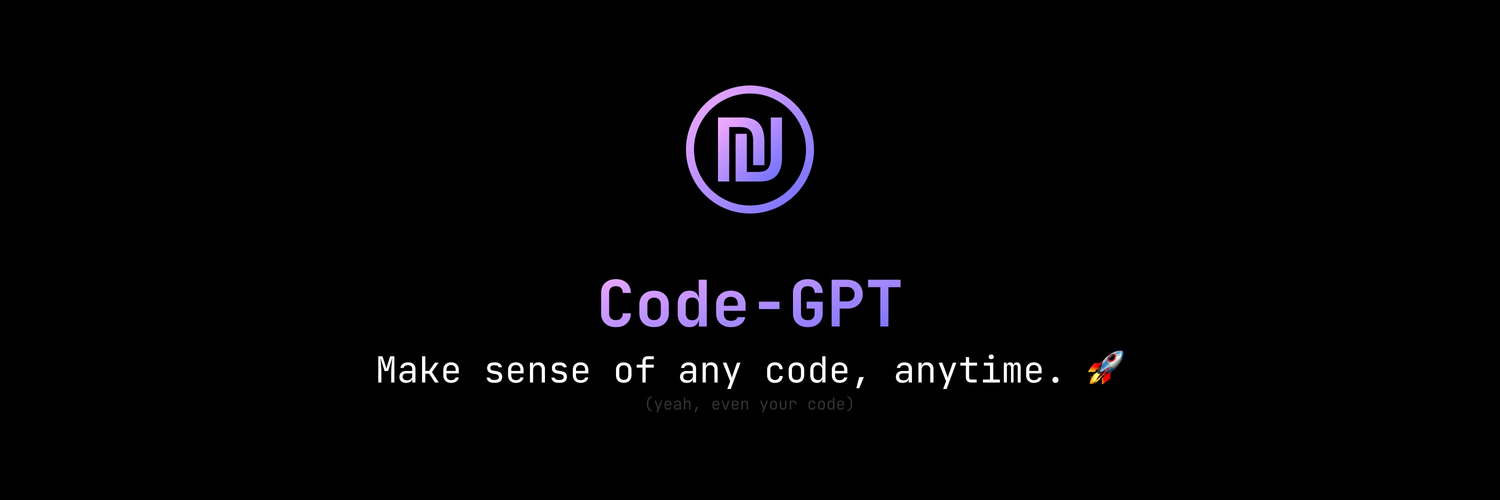 ₪
Code-GPT
Make sense of any code, anytime. 🚀
(yeah, even your code)